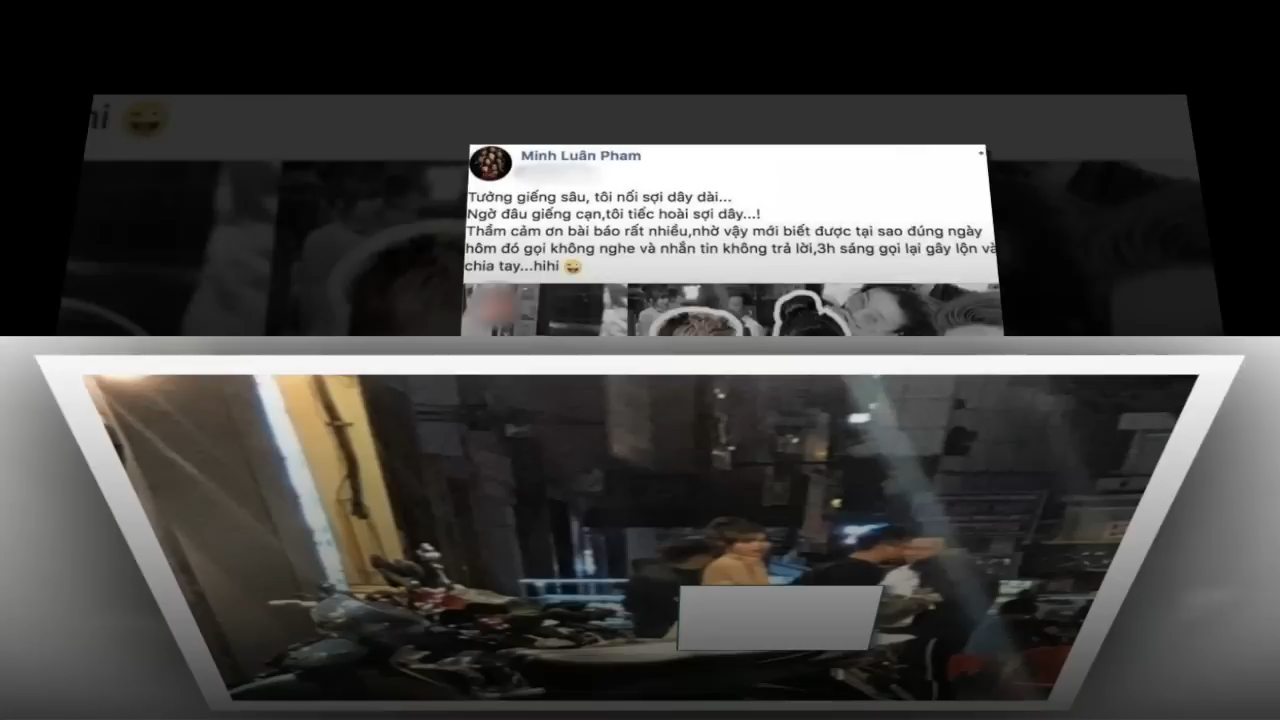 hi
Minh Luân Pham
Tưởng giếng sâu, tôi nối sợi dây dài...
Ngờ đâu giếng cạn,tôi tiếc hoài sợi dây...!
Thầm cảm ơn bài báo rất nhiều,nhờ vậy mới biết được tại sao đúng ngày
hôm đó gọi không nghe và nhắn tin không trả lời,3h sáng gọi lại gây lộn và
chia tay...hihi 😜